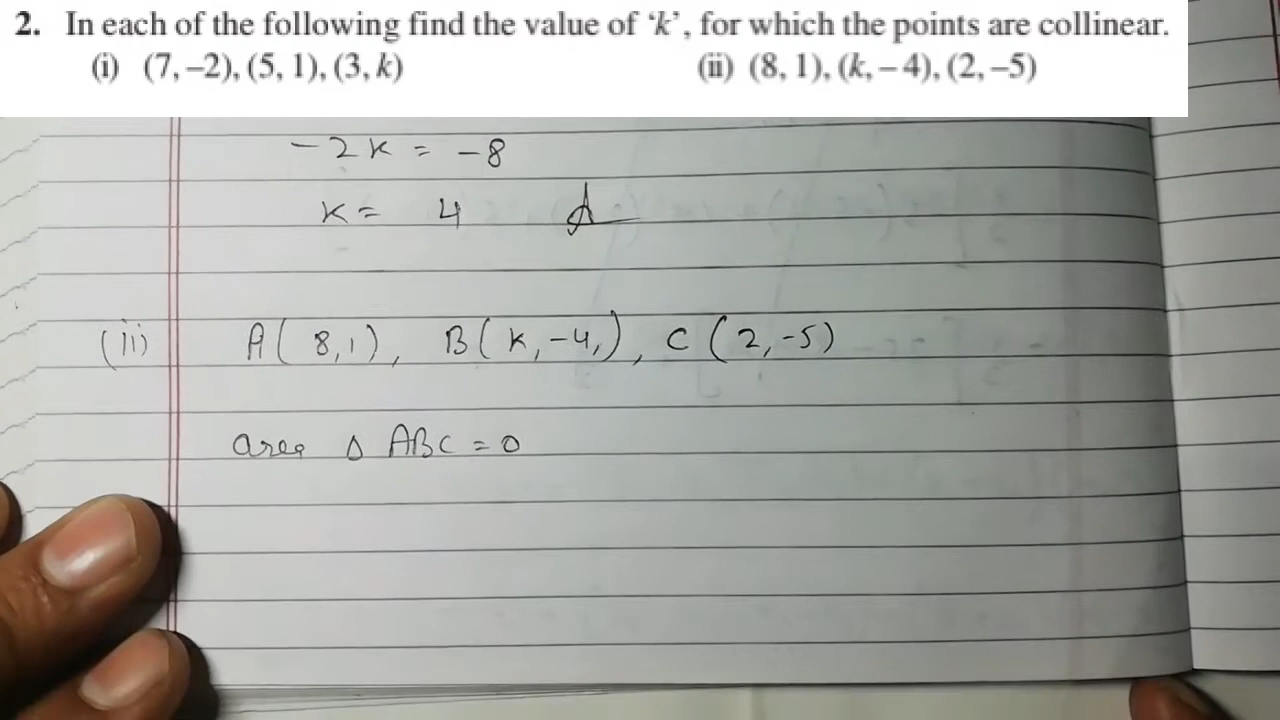 2. In each of the following find the value of ‘k’, for which the points are collinear.
(i) (7, –2), (5, 1), (3, k) (ii) (8, 1), (k, – 4), (2, –5)
- 2K = -8
K = 4
(ii) A( 8,1), B( K, -4,), C (2,-5)
area Δ ABC = 0